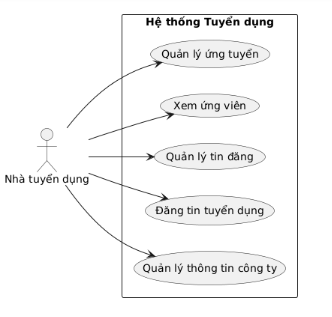 Hệ thống Tuyển dụng
Quản lý ứng tuyển
Xem ứng viên
Quản lý tin đăng
Nhà tuyển dụng
Đăng tin tuyển dụng
Quản lý thông tin công ty